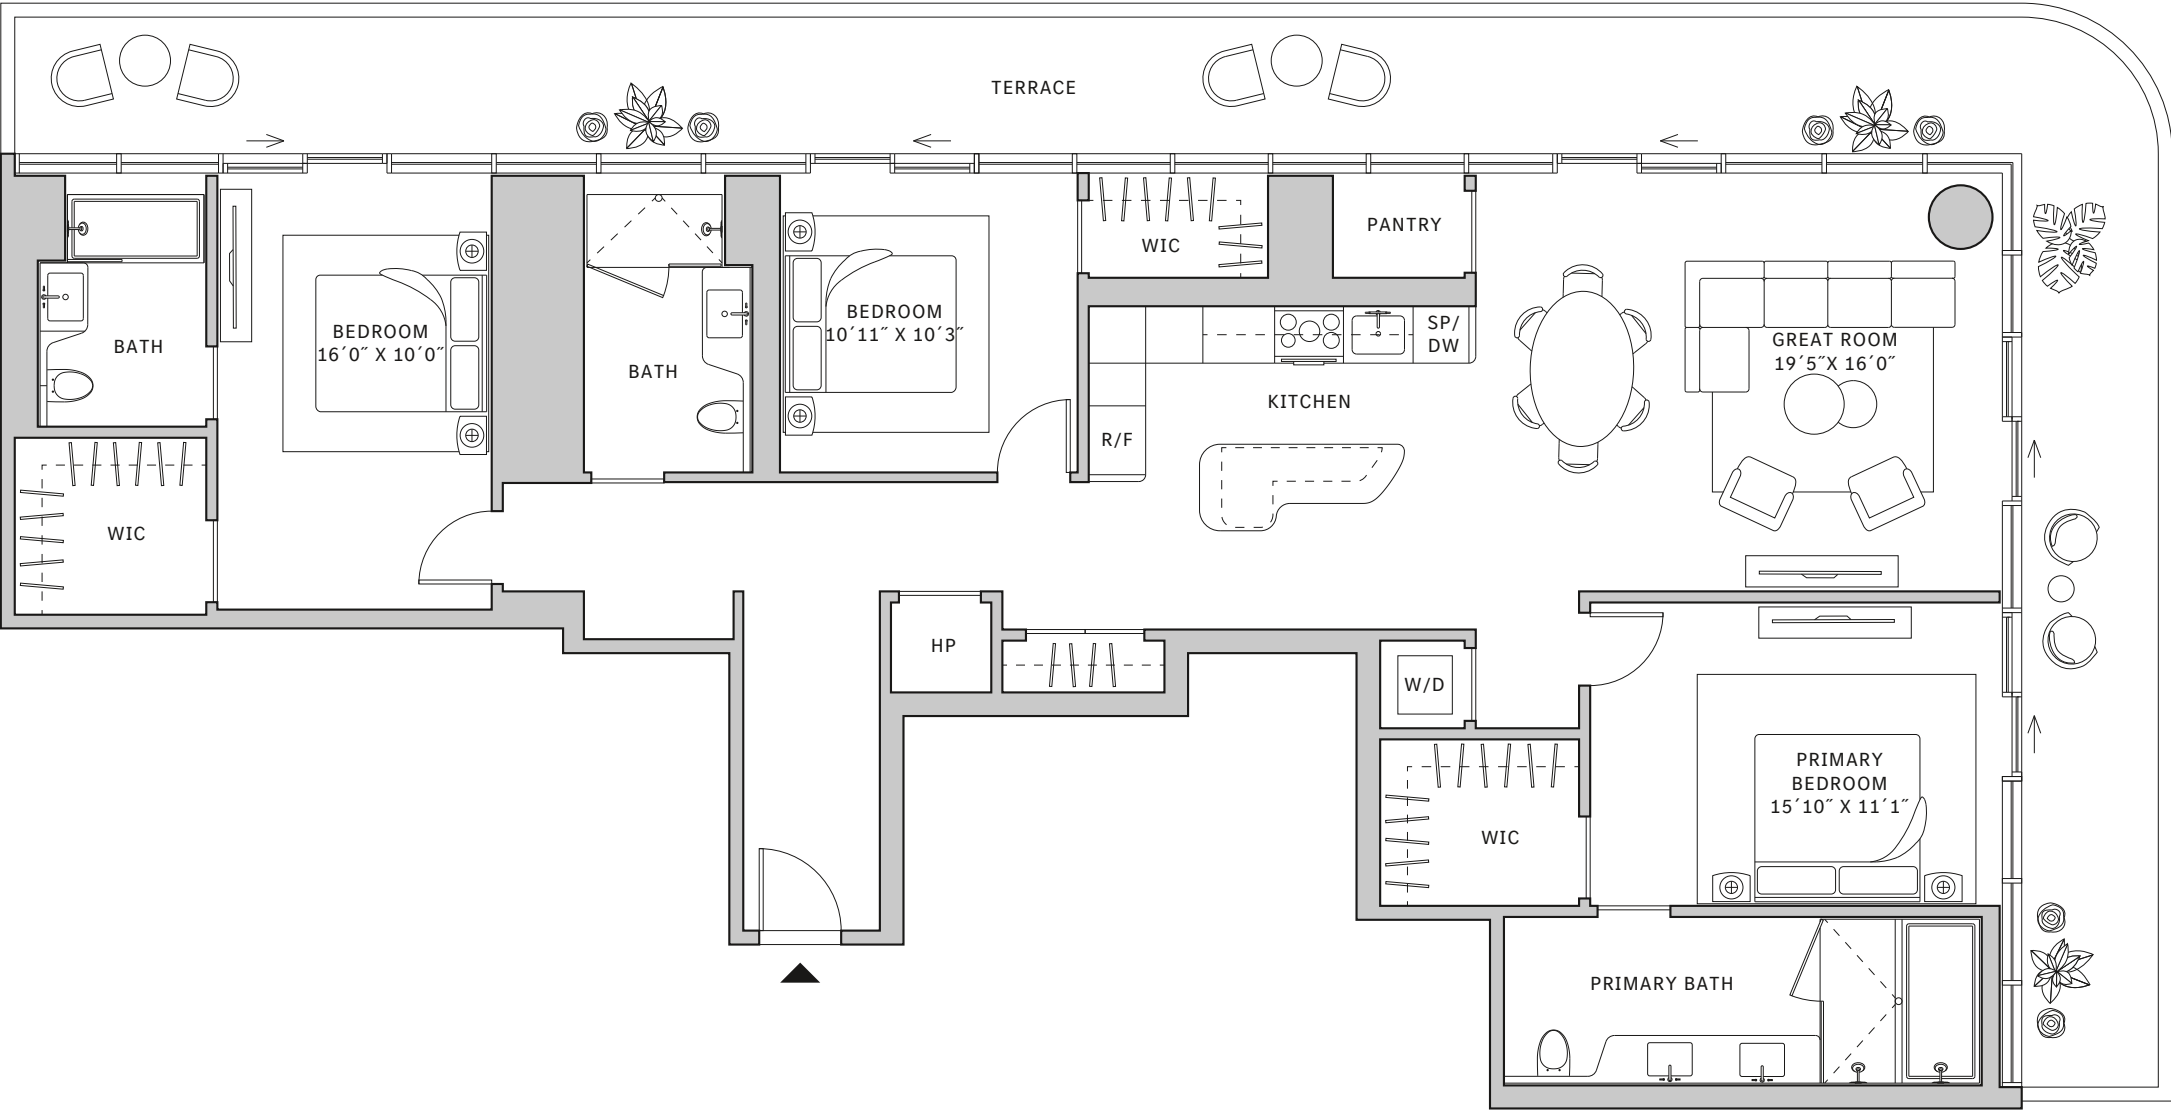 TERRACE
PANTRY
WIC
BEDROOM
10´11˝ X 10´3˝
SP/
DW
BEDROOM
16´0˝ X 10´0˝
GREAT ROOM
19´5˝X 16´0˝
BATH
BATH
KITCHEN
R/F
WIC
HP
W/D
PRIMARY
BEDROOM
15´10˝ X 11´1˝
WIC
PRIMARY BATH